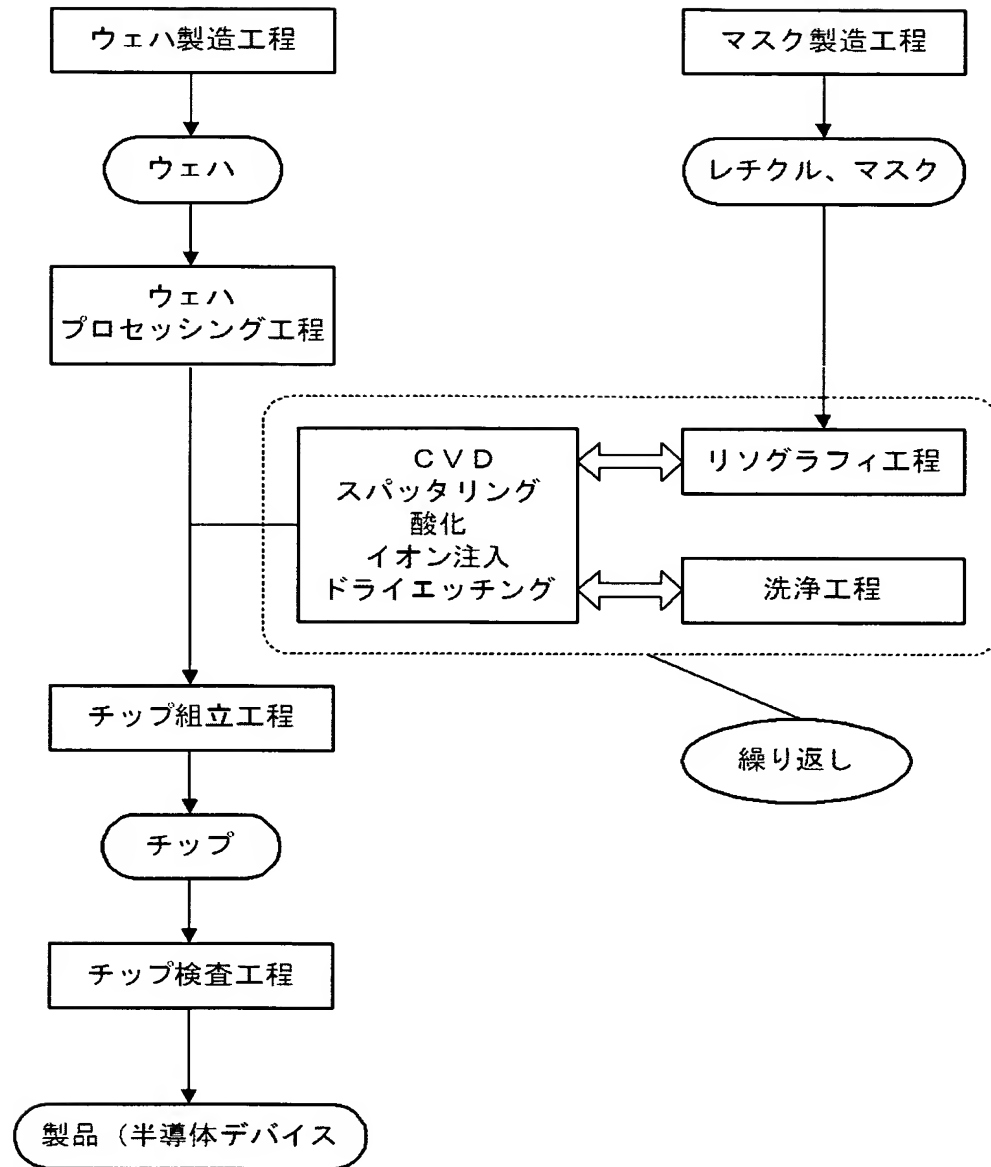 ウェハ製造工程
マスク製造工程
ウェハ
レチクル、マスク
ウェハ
プロセッシング工程
CVD
スパッタリング
酸化
イオン注入
ドライエッチング
リソグラフィ工程
洗浄工程
チップ組立工程
繰り返し
チップ
チップ検査工程
製品（半導体デバイス